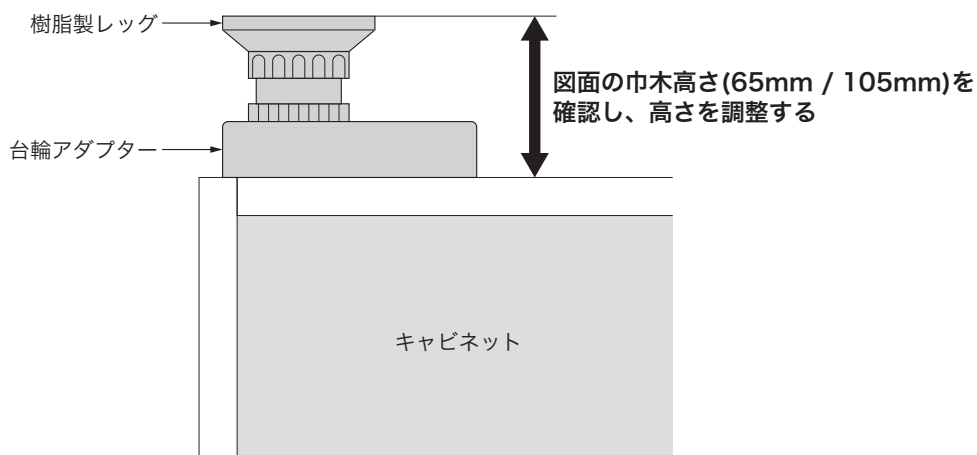 樹脂製レッグ
図面の巾木高さ(65mm / 105mm)を
確認し、高さを調整する
台輪アダプター
キャビネット